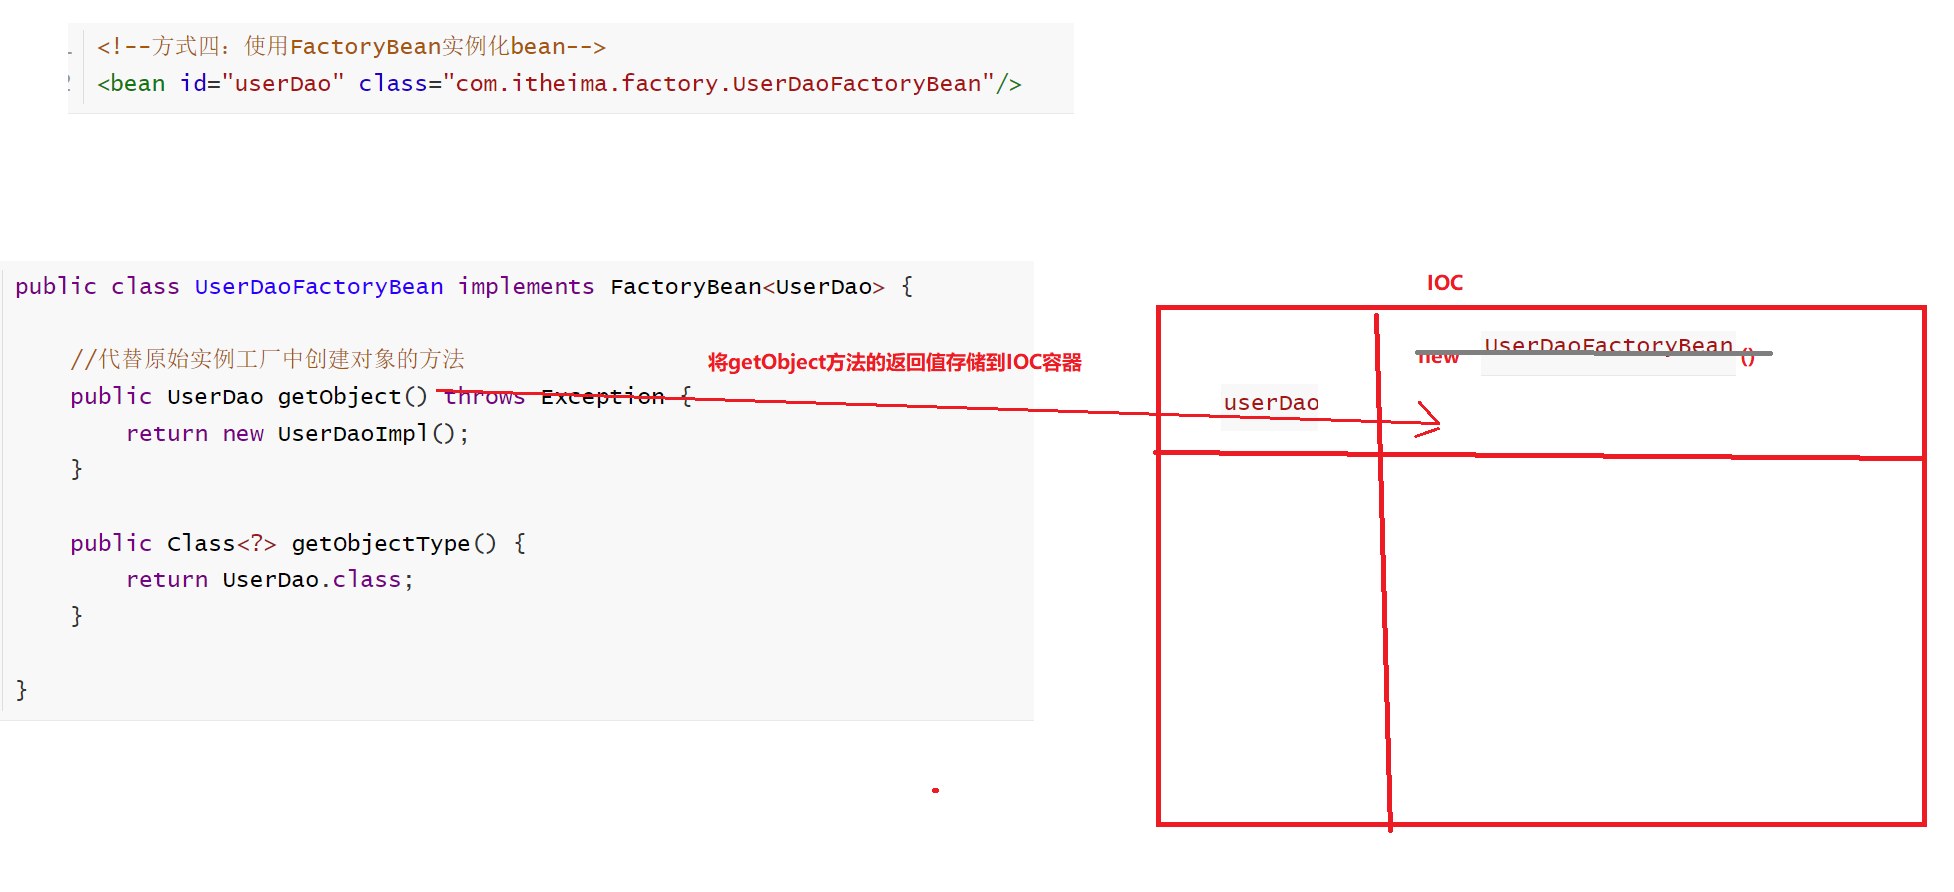 <!--方式四：使用FactoryBean实例化bean-->
<bean id="userDao" class="com.itheima.factory.UserDaoFactoryBean"/>
public class UserDaoFactoryBean implements FactoryBean<UserDao> {
//代替原始实例工厂中创建对象的方法
public UserDao getObject() throws Exception {
return new UserDaoImpl();
}
public Class<?> getObjectType() {
return UserDao.class;
}
}
将getObject方法的返回值存储到IOC容器
IOC
new UserDaoFactoryBean ()
userDao